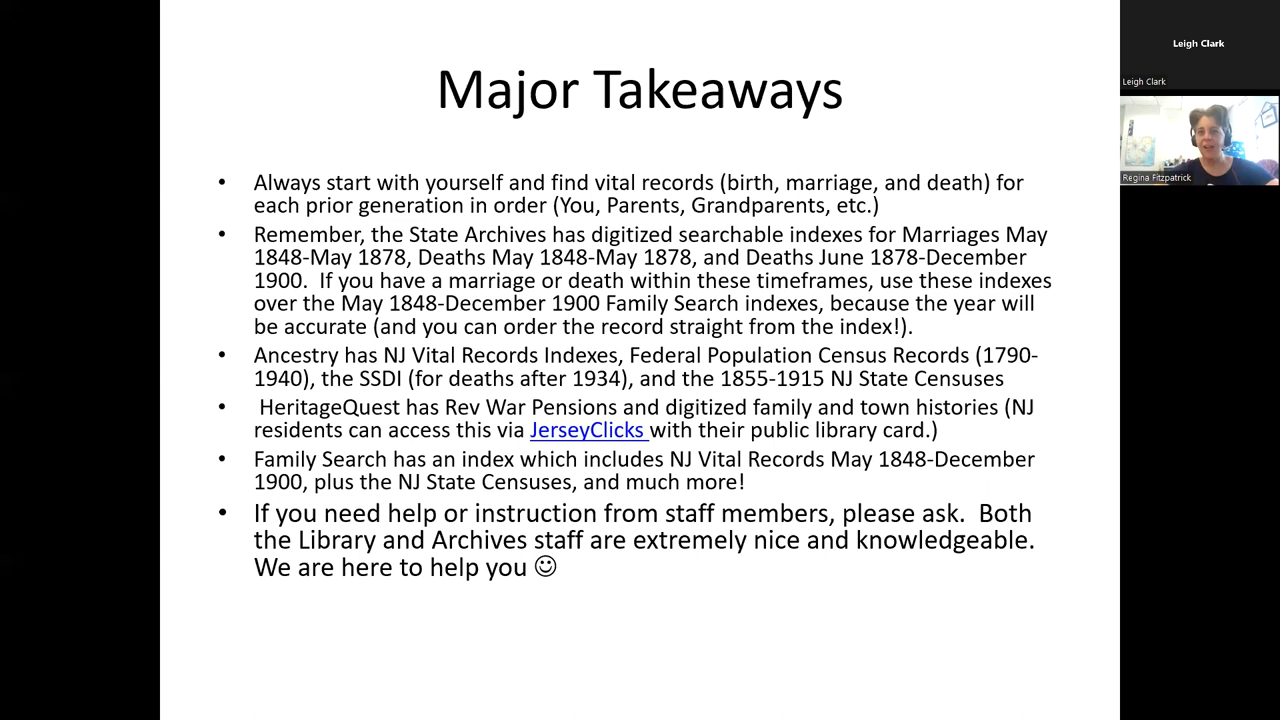 Major Takeaways
• Always start with yourself and find vital records (birth, marriage, and death) for
each prior generation in order (You, Parents, Grandparents, etc.)
• Remember, the State Archives has digitized searchable indexes for Marriages May
1848-May 1878, Deaths May 1848-May 1878, and Deaths June 1878-December
1900.  If you have a marriage or death within these timeframes, use these indexes
over the May 1848-December 1900 Family Search indexes, because the year will
be accurate (and you can order the record straight from the index!).
• Ancestry has NJ Vital Records Indexes, Federal Population Census Records (1790-
1940), the SSDI (for deaths after 1934), and the 1855-1915 NJ State Censuses
• HeritageQuest has Rev War Pensions and digitized family and town histories (NJ
residents can access this via JerseyClicks with their public library card.)
• Family Search has an index which includes NJ Vital Records May 1848-December
1900, plus the NJ State Censuses, and much more!
• If you need help or instruction from staff members, please ask.  Both
the Library and Archives staff are extremely nice and knowledgeable.
We are here to help you ☺
Leigh Clark
Leigh Clark
Regina Fitzpatrick